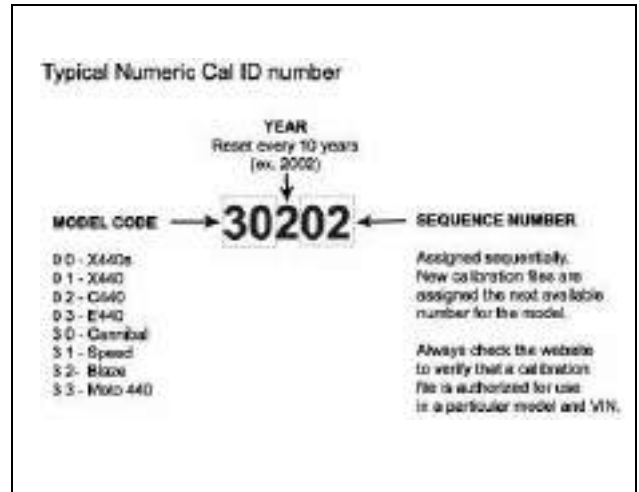 Typical Numeric Cal ID number
YEAR
Reset every 10 years
(ex. 2002)
MODEL CODE
30202
SEQUENCE NUMBER
0 0 - X440s
0 1 - X440
0 2 - C440
0 3 - E440
3 0 - Cannibal
3 1 - Speed
3 2- Blaze
3 3 - Moto 440
Assigned sequentially.
New calibration files are
assigned the next available
number for the model.
Always check the website
to verify that a calibration
file is authorized for use
in a particular model and VIN.